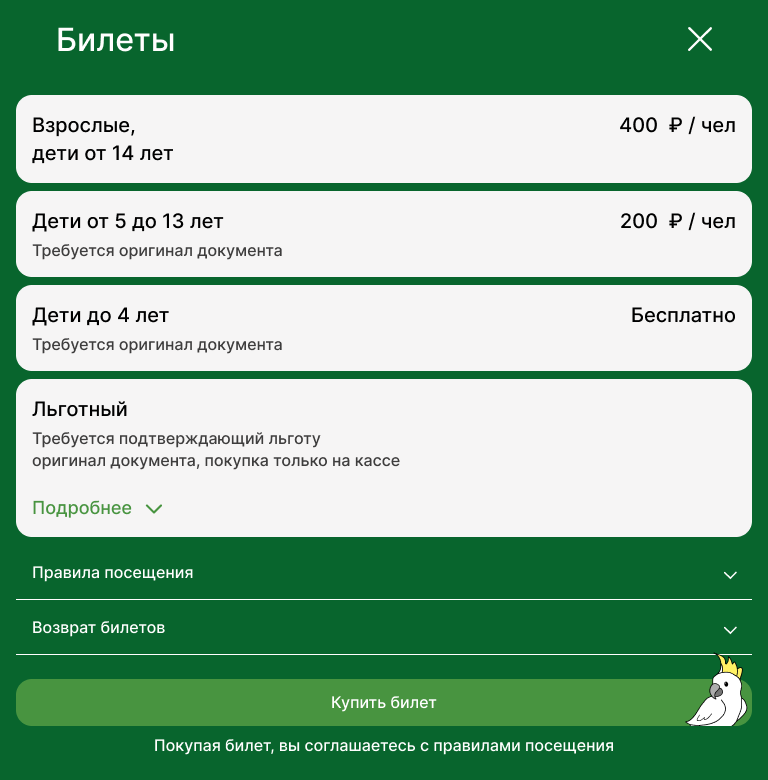 Билеты
Взрослые,
дети от 14 лет
400 ₽ / чел
Дети от 5 до 13 лет
200 ₽ / чел
Требуется оригинал документа
Дети до 4 лет
Бесплатно
Требуется оригинал документа
Льготный
Требуется подтверждающий льготу
оригинал документа, покупка только на кассе
Подробнее
Правила посещения
Возврат билетов
Купить билет
Покупая билет, вы соглашаетесь с правилами посещения